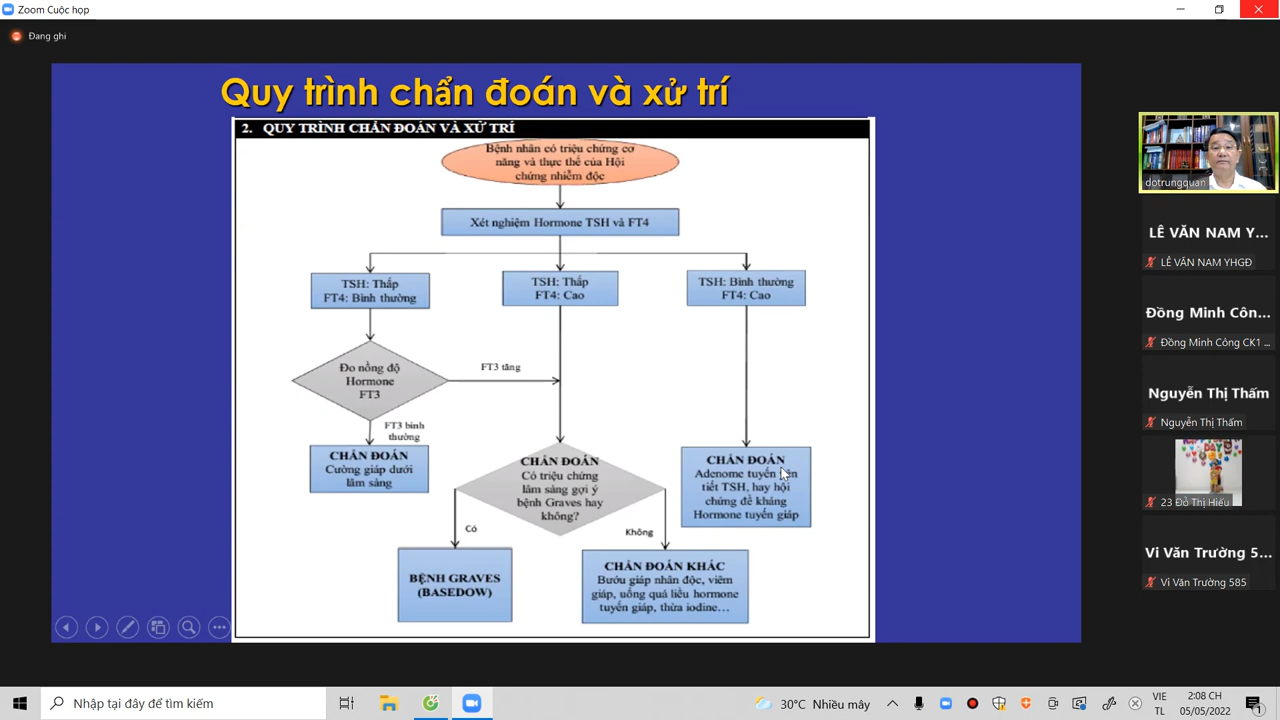 Zoom Cuộc họp
Đang ghi
Quy trình chẩn đoán và xử trí
2. QUY TRÌNH CHẨN ĐOÁN VÀ XỬ TRÍ
Bệnh nhân có triệu chứng cơ
năng và thực thể của Hội
chứng nhiễm độc
Xét nghiệm Hormone TSH và FT4
TSH: Thấp
FT4: Bình thường
TSH: Thấp
FT4: Cao
TSH: Bình thường
FT4: Cao
Đo nồng độ
Hormone
FT3
FT3 tăng
FT3 bình
thường
CHẨN ĐOÁN
Cường giáp dưới
lâm sàng
CHẨN ĐOÁN
Có triệu chứng
lâm sàng gợi ý
bệnh Graves hay
không?
CHẨN ĐOÁN
Adenome tuyến
tiết TSH, hay hội
chứng đề kháng
Hormone tuyến giáp
Có
Không
BỆNH GRAVES
(BASEDOW)
CHẨN ĐOÁN KHÁC
Bướu giáp nhân độc, viêm
giáp, uống quá liều hormone
tuyến giáp, thừa iodine…
dotrungquan
LÊ VĂN NAM Y...
LÊ VĂN NAM YHGĐ
Đồng Minh Côn...
Đồng Minh Công CK1 ...
Nguyễn Thị Thấm
Nguyễn Thị Thấm
23 Đỗ Thị Hiếu
Vi Văn Trường 5...
Vi Văn Trường 585
Nhập tại đây để tìm kiếm
30°C Nhiều mây
VIE
TL
2:08 CH
05/05/2022
1